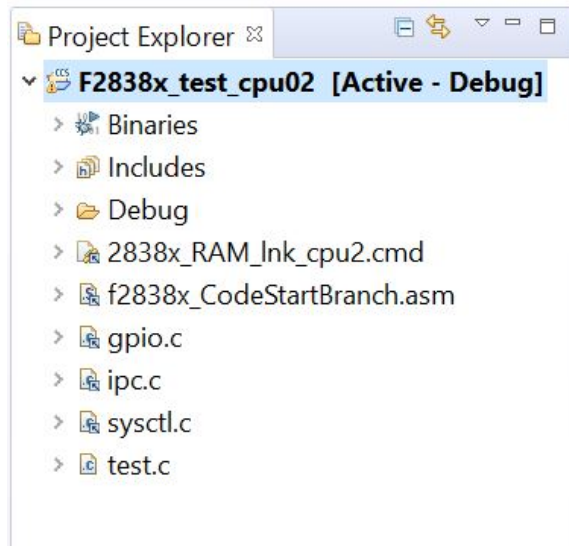 Project Explorer
F2838x_test_cpu02 [Active - Debug]
Binaries
Includes
Debug
2838x_RAM_lnk_cpu2.cmd
f2838x_CodeStartBranch.asm
gpio.c
ipc.c
sysctl.c
test.c